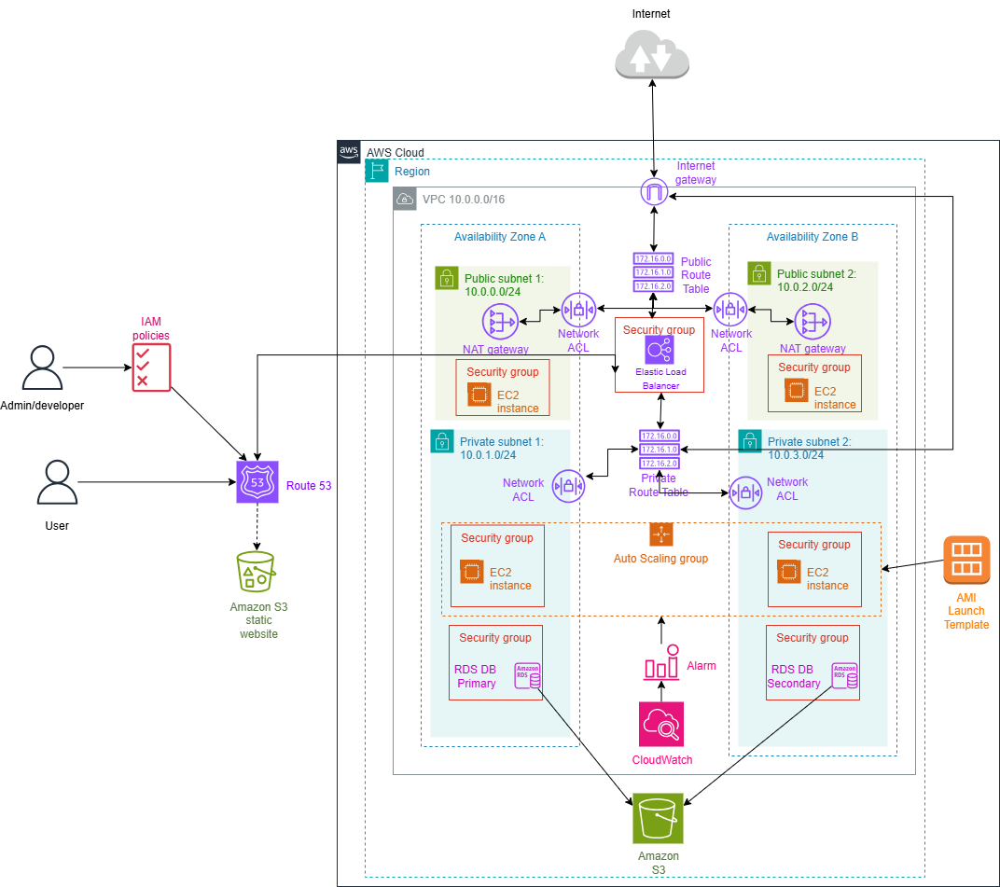 Internet
aws
AWS Cloud
Region
Internet
gateway
VPC 10.0.0.0/16
Availability Zone A
Availability Zone B
172.16.0.0
172.16.1.0
172.16.2.0
Public
Route
Table
Public subnet 1:
10.0.0.0/24
Public subnet 2:
10.0.2.0/24
Network
ACL
Network
ACL
NAT gateway
NAT gateway
Security group
Elastic Load
Balancer
Security group
EC2
instance
Security group
EC2
instance
IAM
policies
Admin/developer
User
53
Route 53
Amazon S3
static
website
Private subnet 1:
10.0.1.0/24
172.16.0.0
172.16.1.0
172.16.2.0
Private
Route Table
Private subnet 2:
10.0.3.0/24
Network
ACL
Network
ACL
Security group
EC2
instance
Auto Scaling group
Security group
EC2
instance
AMI
Launch
Template
Security group
RDS DB
Primary
Amazon
RDS
Alarm
CloudWatch
Security group
RDS DB
Secondary
Amazon
RDS
Amazon
S3